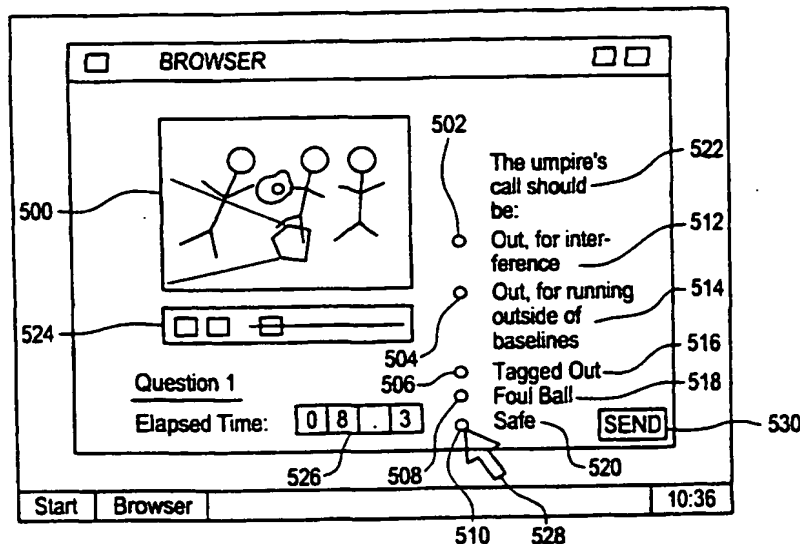 BROWSER
502
The umpire's
call should
be:
522
500
Out, for inter-
ference
512
Out, for running
outside of
baselines
514
524
504
506
Tagged Out
516
Question 1
Foul Ball
518
Elapsed Time:
0 8 . 3
Safe
SEND
530
526
508
520
Start
Browser
10:36
510
528